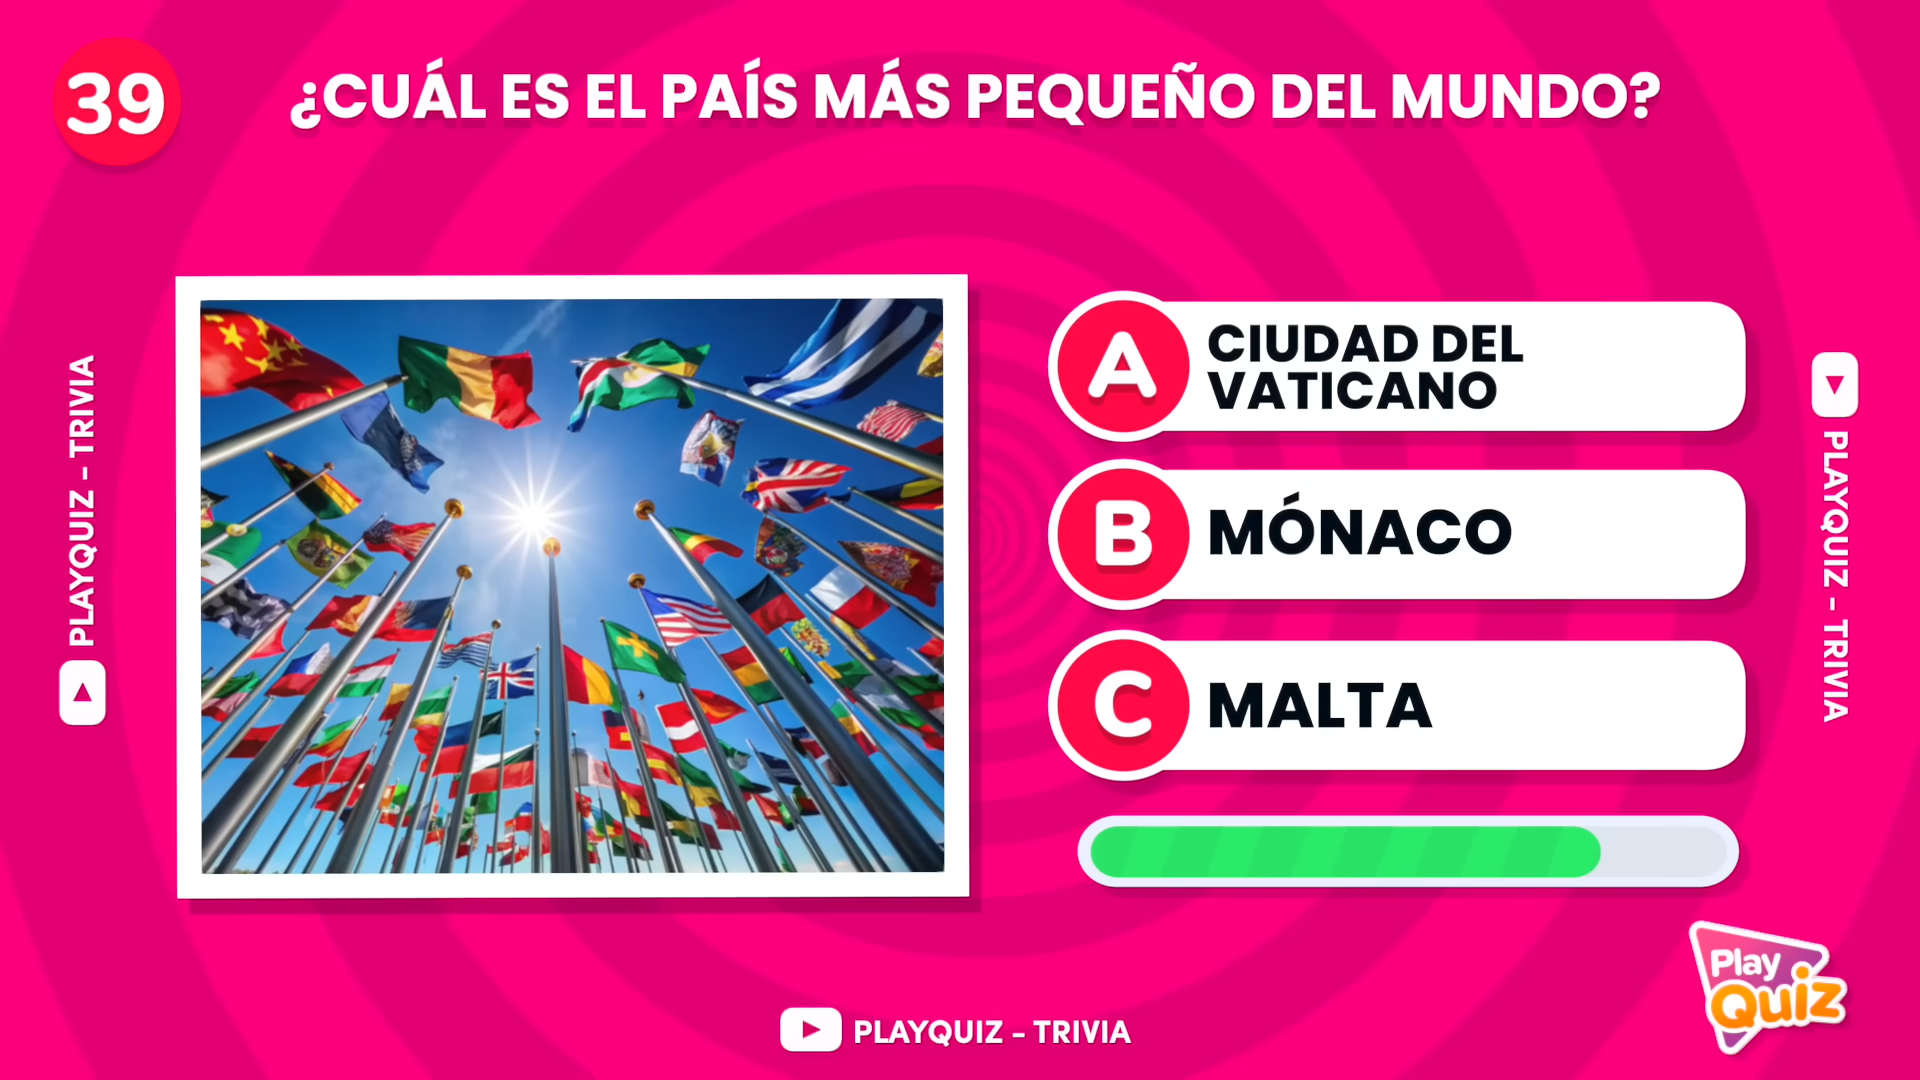 39
¿CUÁL ES EL PAÍS MÁS PEQUEÑO DEL MUNDO?
A
CIUDAD DEL
VATICANO
B
MÓNACO
C
MALTA
PLAYQUIZ - TRIVIA
PLAYQUIZ - TRIVIA
PLAYQUIZ - TRIVIA
Play
Quiz